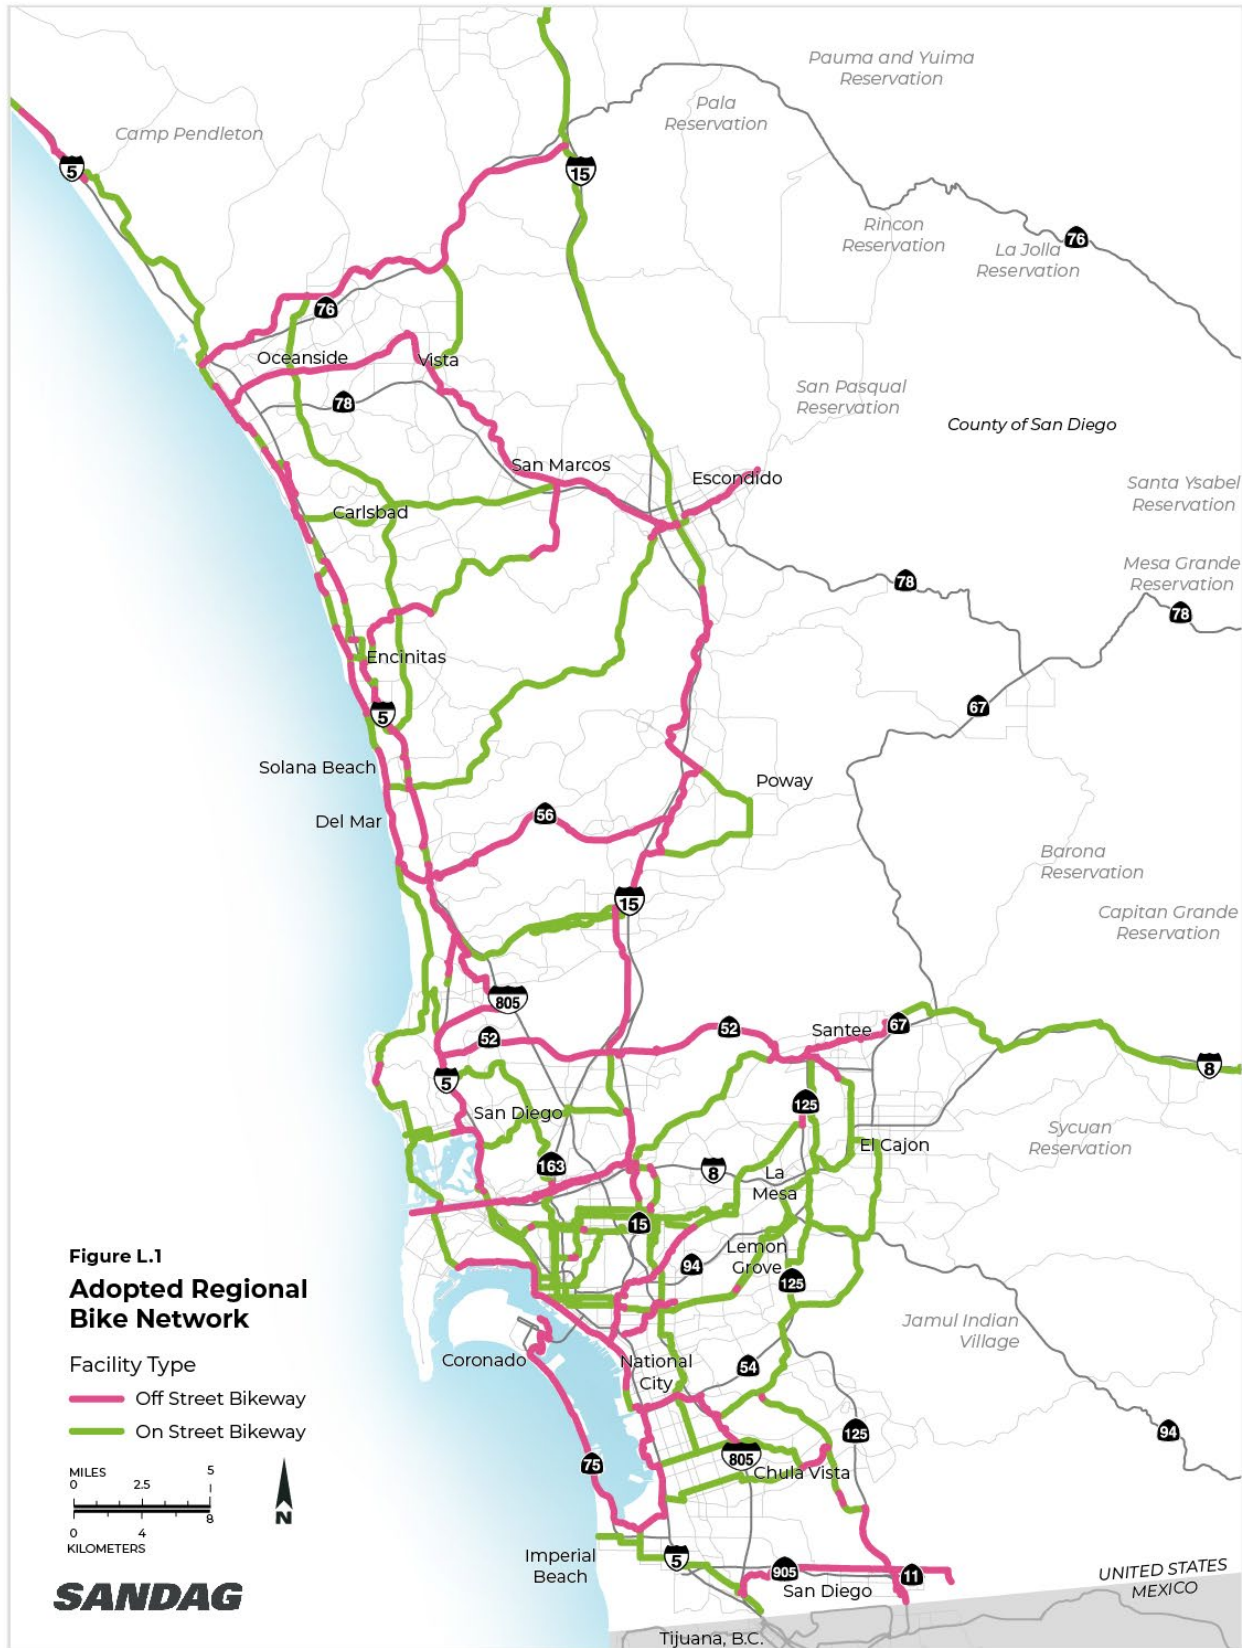 Pauma and Yuima
Reservation
Pala
Reservation
Camp Pendleton
5
15
Rincon
Reservation
La Jolla
Reservation
76
76
Oceanside
Vista
San Pasqual
Reservation
78
County of San Diego
San Marcos
Escondido
Santa Ysabel
Reservation
Carlsbad
Mesa Grande
Reservation
78
78
Encinitas
67
5
Solana Beach
Poway
Del Mar
56
Barona
Reservation
15
Capitan Grande
Reservation
805
52
52
Santee
67
8
5
San Diego
125
Sycuan
Reservation
El Cajon
163
8
La
Mesa
15
Lemon
Grove
94
125
Figure L.1
Adopted Regional
Bike Network
Facility Type
Off Street Bikeway
On Street Bikeway
Jamul Indian
Village
Coronado
National
City
54
125
94
75
805
Chula Vista
MILES
0 2.5 5
0 4 8
KILOMETERS
N
Imperial
Beach
5
905
11
San Diego
UNITED STATES
MEXICO
SANDAG
Tijuana, B.C.